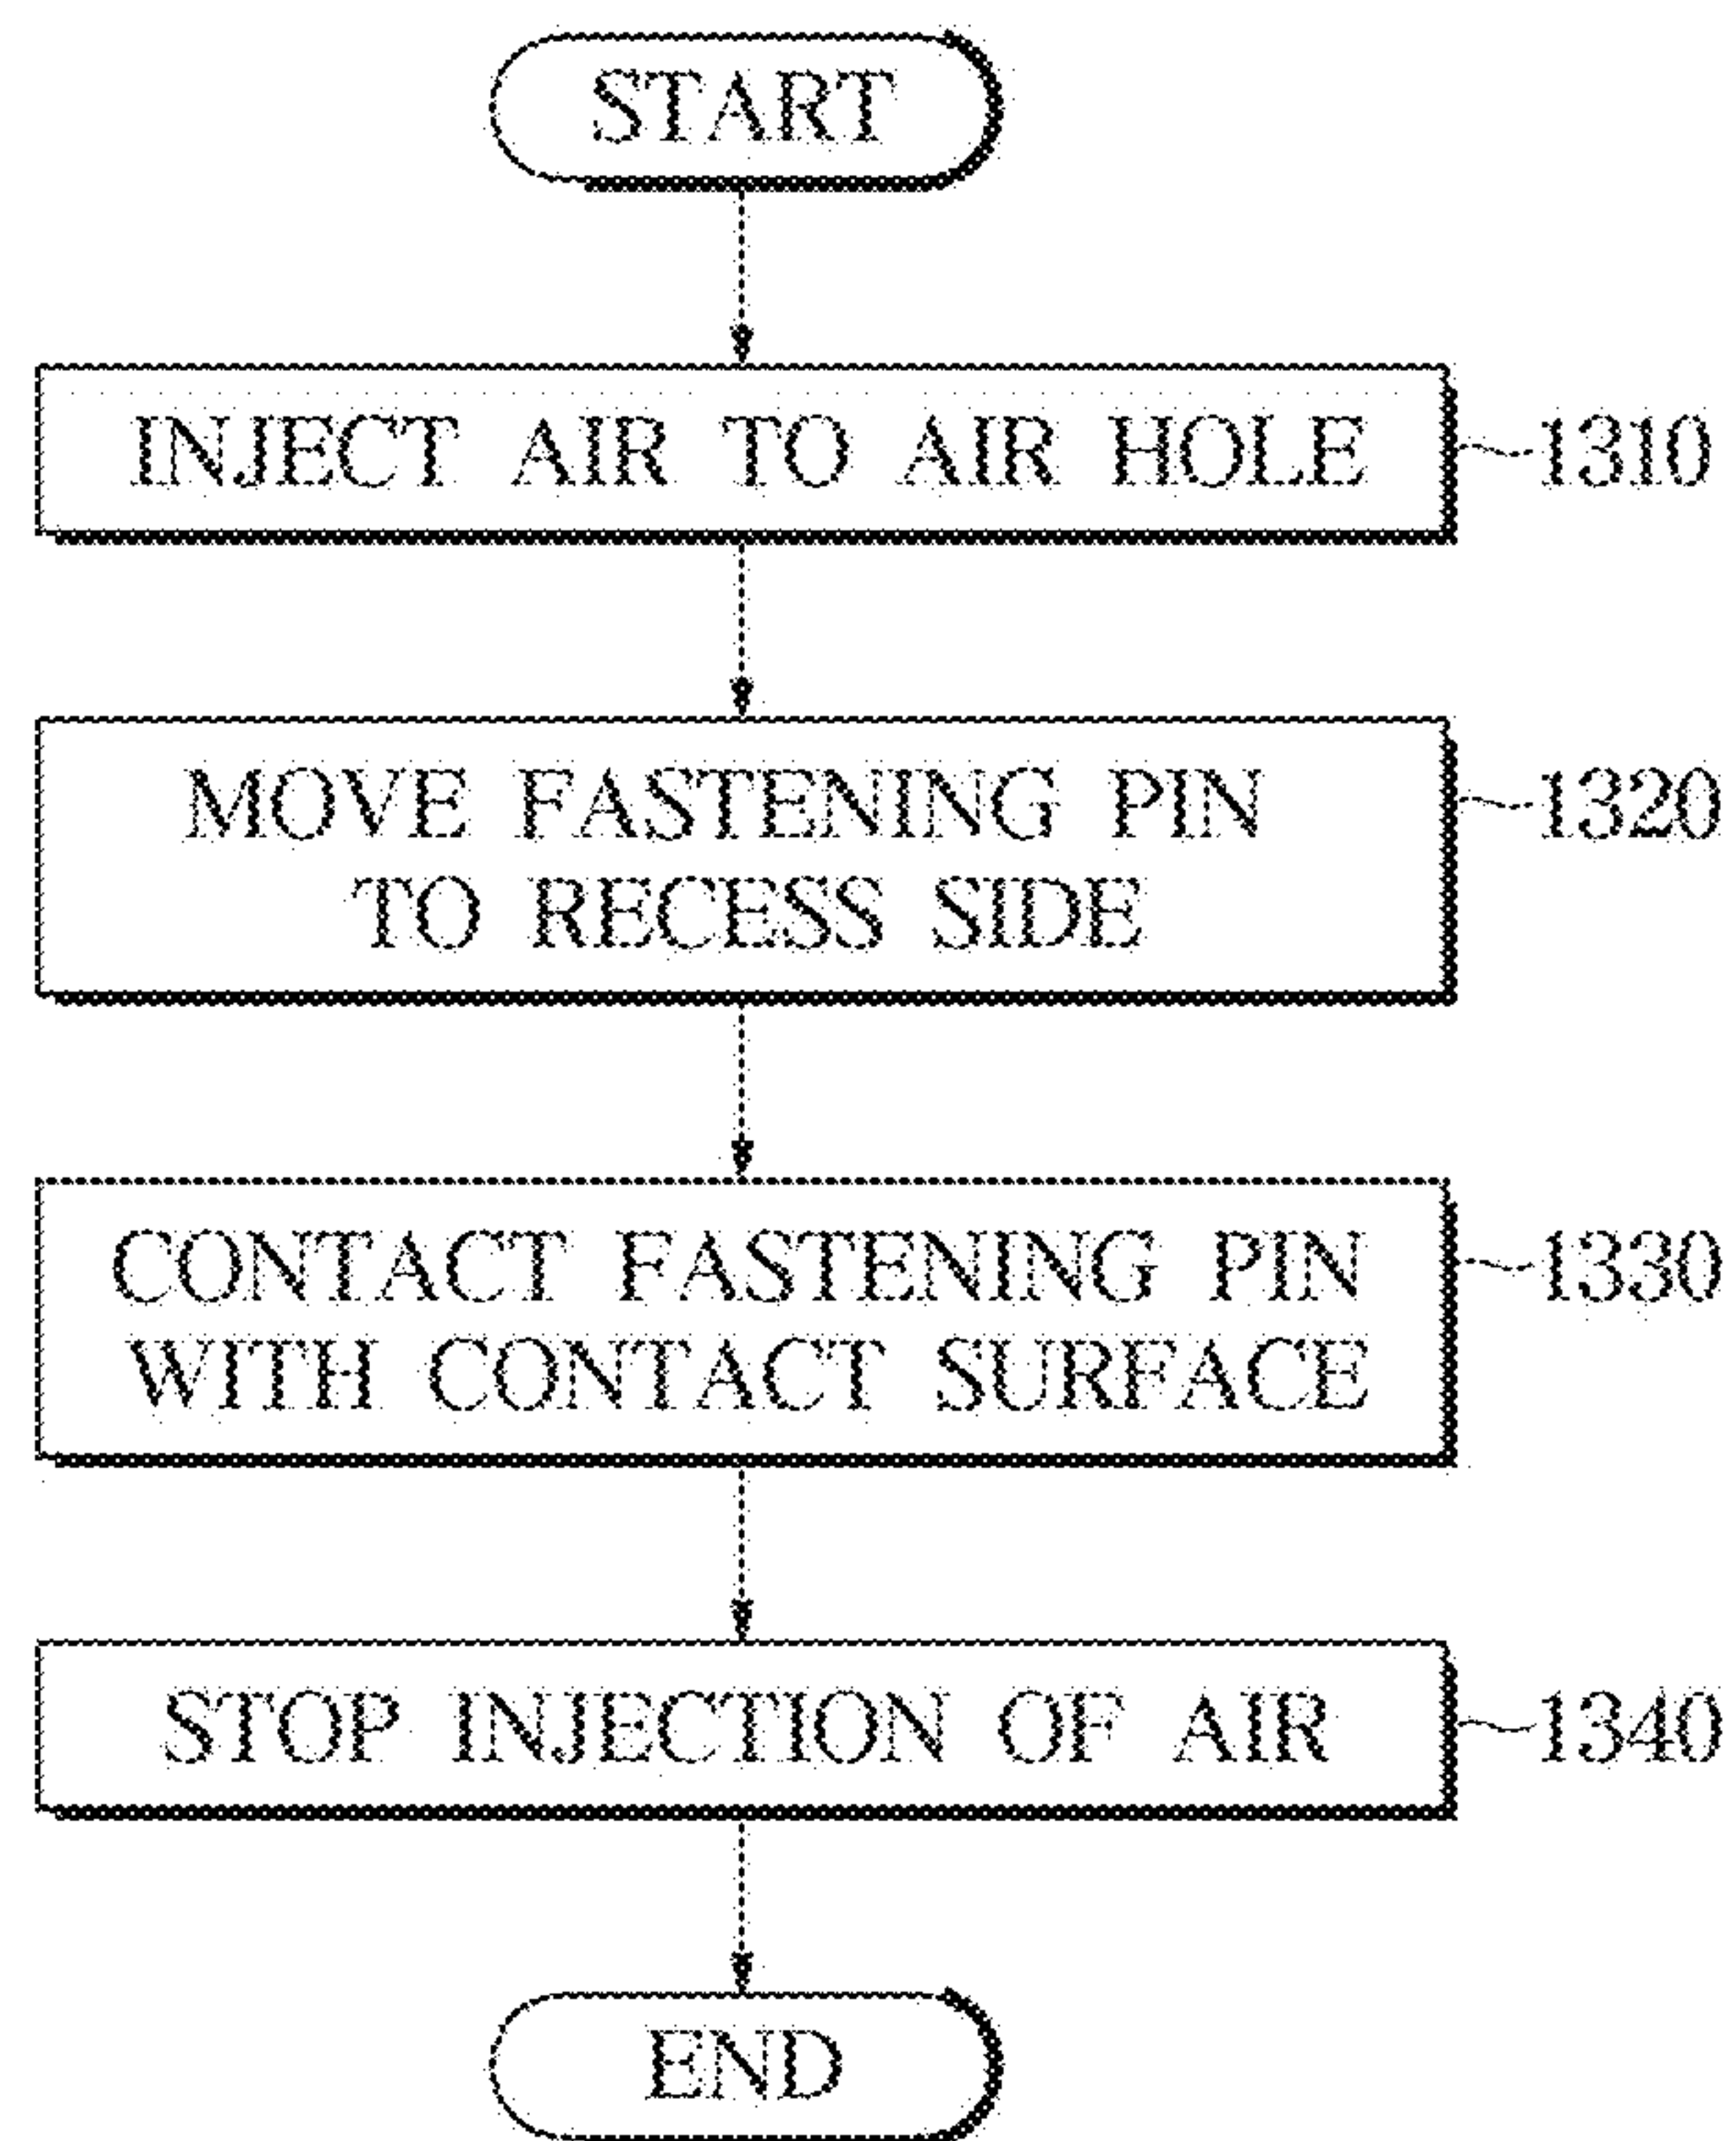 START
INJECT AIR TO AIR HOLE
1310
MOVE FASTENING PIN
TO RECESS SIDE
1320
CONTACT FASTENING PIN
WITH CONTACT SURFACE
1330
STOP INJECTION OF AIR
1340
END